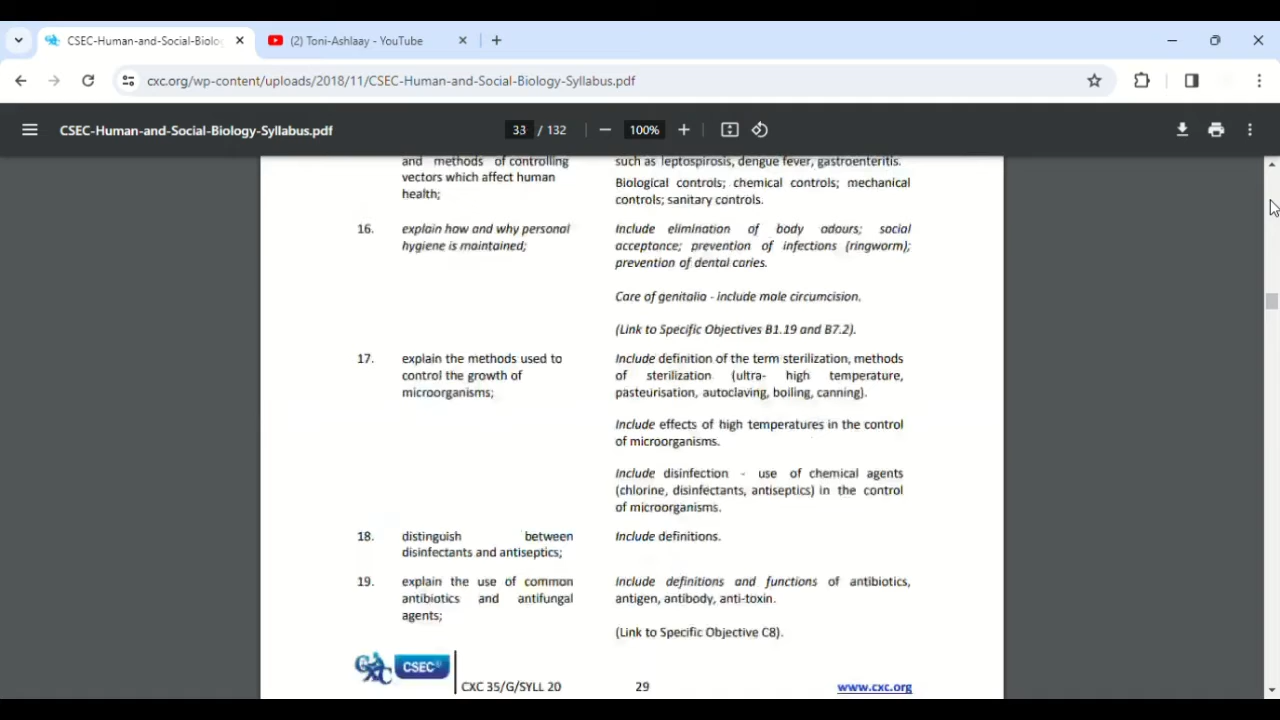 CSEC-Human-and-Social-Biolo
(2) Toni-Ashlaay - YouTube
cxc.org/wp-content/uploads/2018/11/CSEC-Human-and-Social-Biology-Syllabus.pdf
CSEC-Human-and-Social-Biology-Syllabus.pdf
33 / 132
100%
and methods of controlling
vectors which affect human
health;
such as leptospirosis, dengue fever, gastroenteritis.
Biological controls; chemical controls; mechanical
controls; sanitary controls.
16. explain how and why personal
hygiene is maintained;
Include elimination of body odours; social
acceptance; prevention of infections (ringworm);
prevention of dental caries.
Care of genitalia - include male circumcision.
(Link to Specific Objectives B1.19 and B7.2).
17. explain the methods used to
control the growth of
microorganisms;
Include definition of the term sterilization, methods
of sterilization (ultra- high temperature,
pasteurisation, autoclaving, boiling, canning).
Include effects of high temperatures in the control
of microorganisms.
Include disinfection - use of chemical agents
(chlorine, disinfectants, antiseptics) in the control
of microorganisms.
18. distinguish between
disinfectants and antiseptics;
Include definitions.
19. explain the use of common
antibiotics and antifungal
agents;
Include definitions and functions of antibiotics,
antigen, antibody, anti-toxin.
(Link to Specific Objective C8).
CXC
CSEC®
CXC 35/G/SYLL 20
29
www.cxc.org